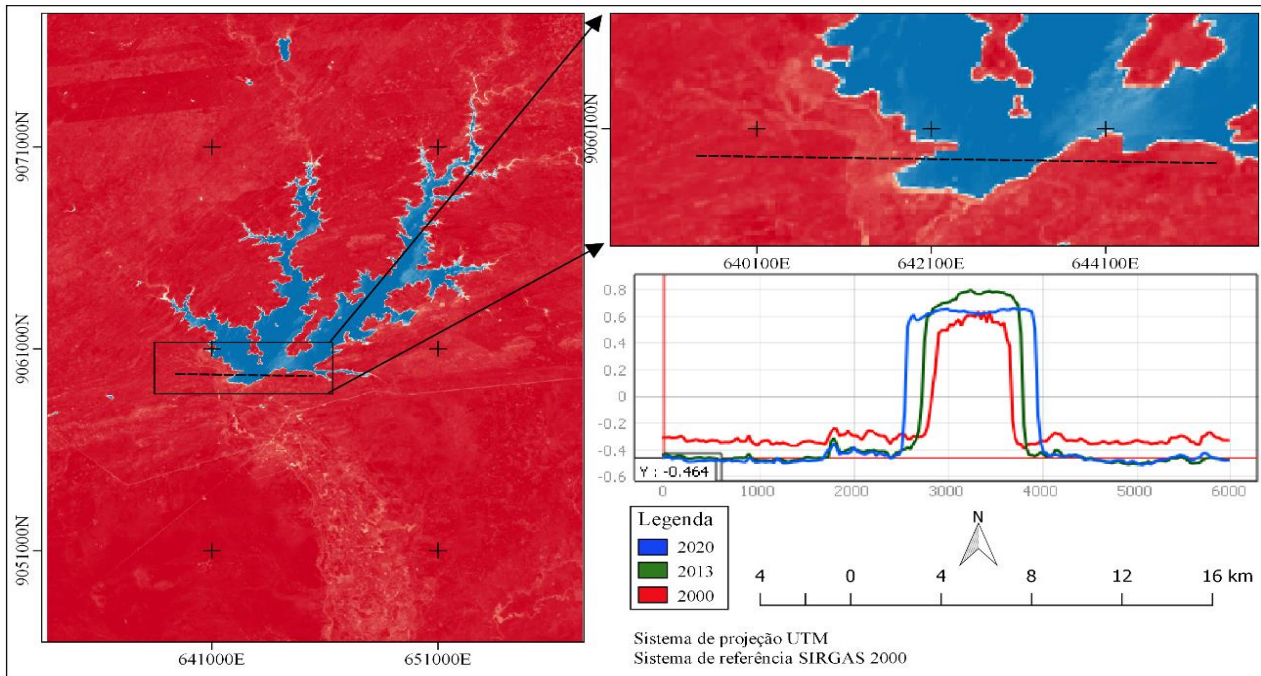 9071000N
9061000N
9051000N
641000E
651000E
9060100N
640100E
642100E
644100E
0.8
0.6
0.4
0.2
0
-0.2
-0.4
-0.6
Y : -0.464
0
1000
2000
3000
4000
5000
6000
Legenda
2020
2013
2000
N
4 0 4 8 12 16 km
Sistema de projeção UTM
Sistema de referência SIRGAS 2000